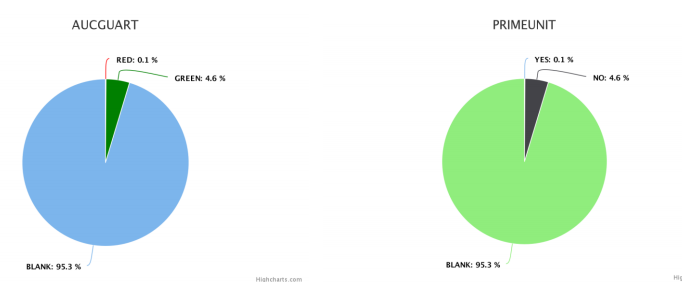 AUCGUART
RED: 0.1 %
GREEN: 4.6 %
BLANK: 95.3 %
Highcharts.com
PRIMEUNIT
YES: 0.1 %
NO: 4.6 %
BLANK: 95.3 %